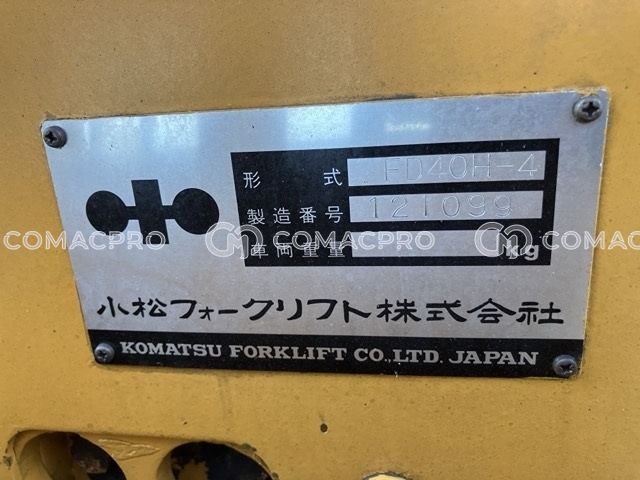 形 式 FD40H-4
製造番号 121099
車両重量 kg
COMACPRO COMACPRO COMACPRO
小松フォークリフト株式会社
KOMATSU FORKLIFT CO.,LTD. JAPAN